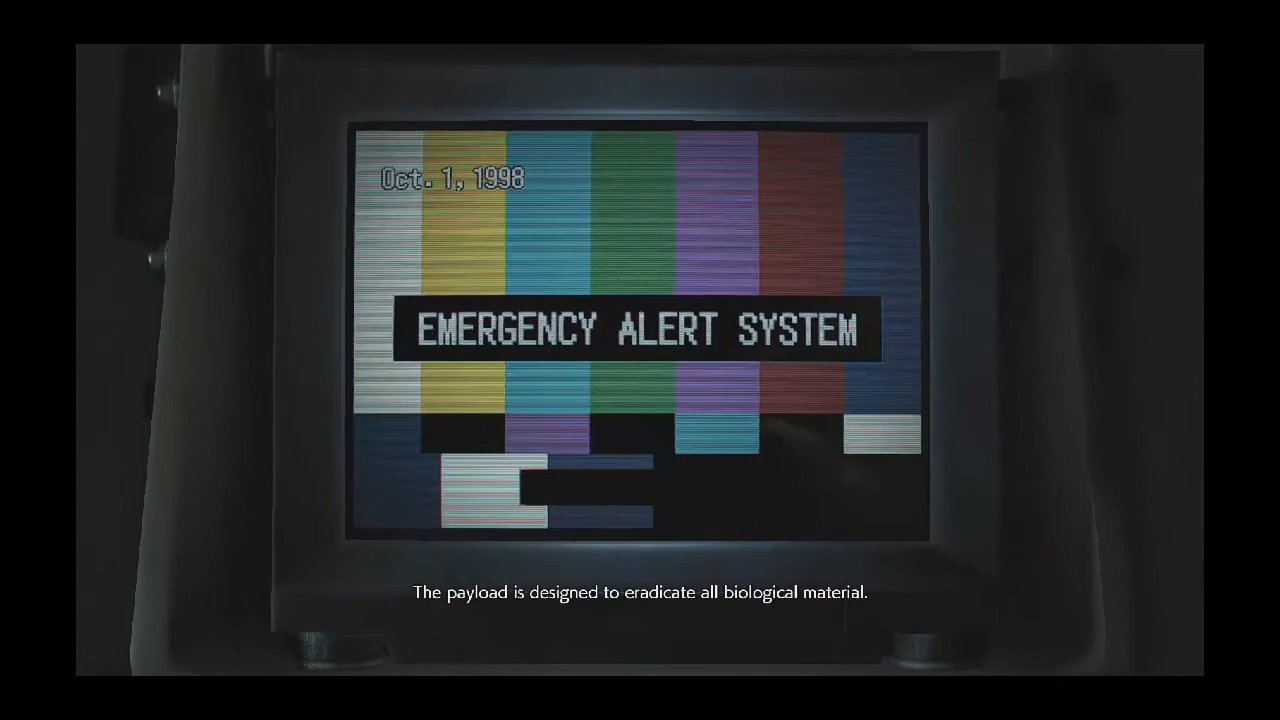 Oct. 1, 1998
EMERGENCY ALERT SYSTEM
The payload is designed to eradicate all biological material.